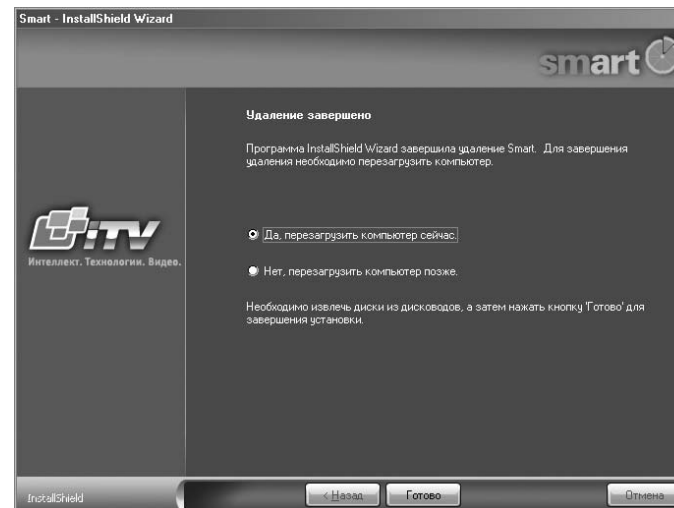 Smart - InstallShield Wizard
smart
Удаление завершено
Программа InstallShield Wizard завершила удаление Smart. Для завершения
удаления необходимо перезагрузить компьютер.
iTV
Интеллект. Технологии. Видео.
Да, перезагрузить компьютер сейчас.
Нет, перезагрузить компьютер позже.
Необходимо извлечь диски из дисководов, а затем нажать кнопку 'Готово' для
завершения установки.
InstallShield
< Назад
Готово
Отмена